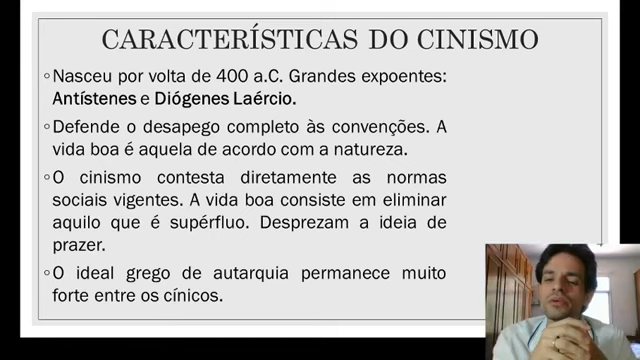 CARACTERÍSTICAS DO CINISMO
◦Nasceu por volta de 400 a.C. Grandes expoentes:
Antístenes e Diógenes Laércio.
◦Defende o desapego completo às convenções. A
vida boa é aquela de acordo com a natureza.
◦O cinismo contesta diretamente as normas
sociais vigentes. A vida boa consiste em eliminar
aquilo que é supérfluo. Desprezam a ideia de
prazer.
◦O ideal grego de autarquia permanece muito
forte entre os cínicos.